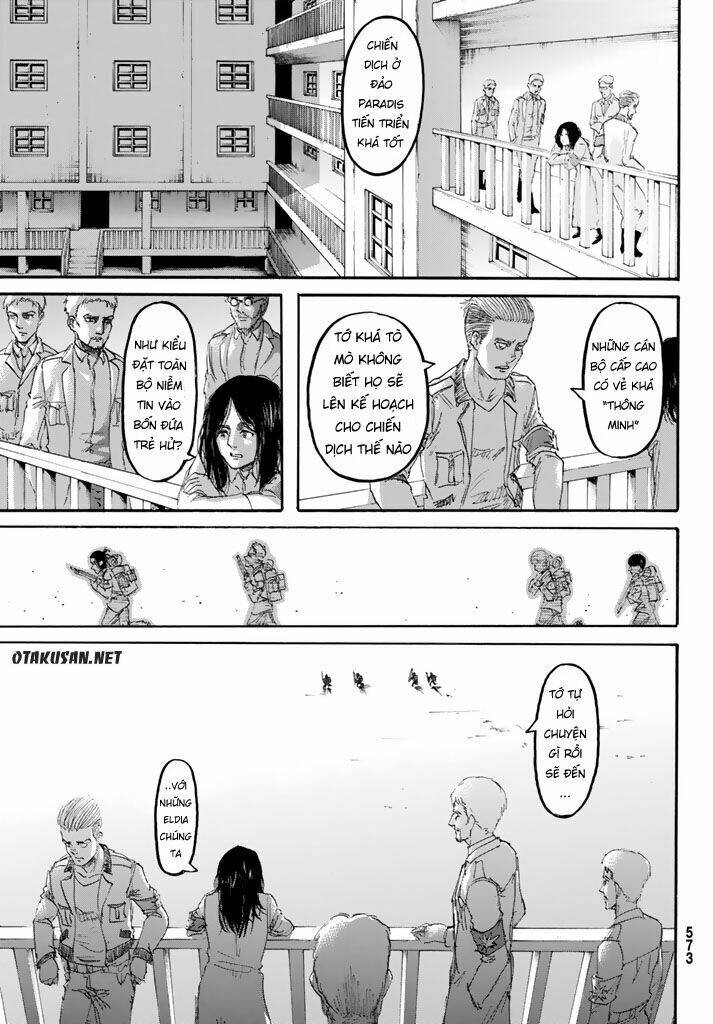 CHIẾN
DỊCH Ở
ĐẢO
PARADIS
TIẾN TRIỂN
KHÁ TỐT
NHỮNG CÁN
BỘ CẤP CAO
CÓ VẺ KHÁ
"THÔNG
MINH"
TỚ KHÁ TÒ
MÒ KHÔNG
BIẾT HỌ SẼ
LÊN KẾ HOẠCH
CHO CHIẾN
DỊCH THẾ NÀO
NHƯ KIỂU
ĐẶT TOÀN
BỘ NIỀM
TIN VÀO
BỐN ĐỨA
TRẺ HỬ?
OTAKUSAN.NET
TỚ TỰ
HỎI
CHUYỆN
GÌ RỒI
SẼ ĐẾN
...
..VỚI
NHỮNG
ELDIA
CHÚNG
TA
573